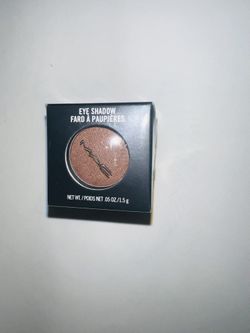 EYE SHADOW
FARD À PAUPIÈRES
NET WT. / POIDS NET .05 OZ/1.5 g